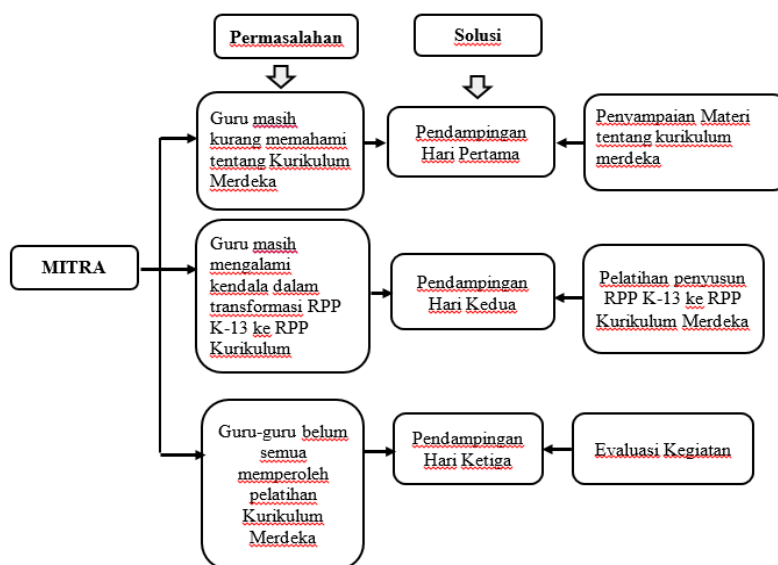 Permasalahan
Solusi
Guru masih
kurang memahami
tentang Kurikulum
Merdeka
Pendampingan
Hari Pertama
Penyampaian Materi
tentang kurikulum
merdeka
MITRA
Guru masih
mengalami
kendala dalam
transformasi RPP
K-13 ke RPP
Kurikulum
Pendampingan
Hari Kedua
Pelatihan penyusun
RPP K-13 ke RPP
Kurikulum Merdeka
Guru-guru belum
semua
memperoleh
pelatihan
Kurikulum
Merdeka
Pendampingan
Hari Ketiga
Evaluasi Kegiatan